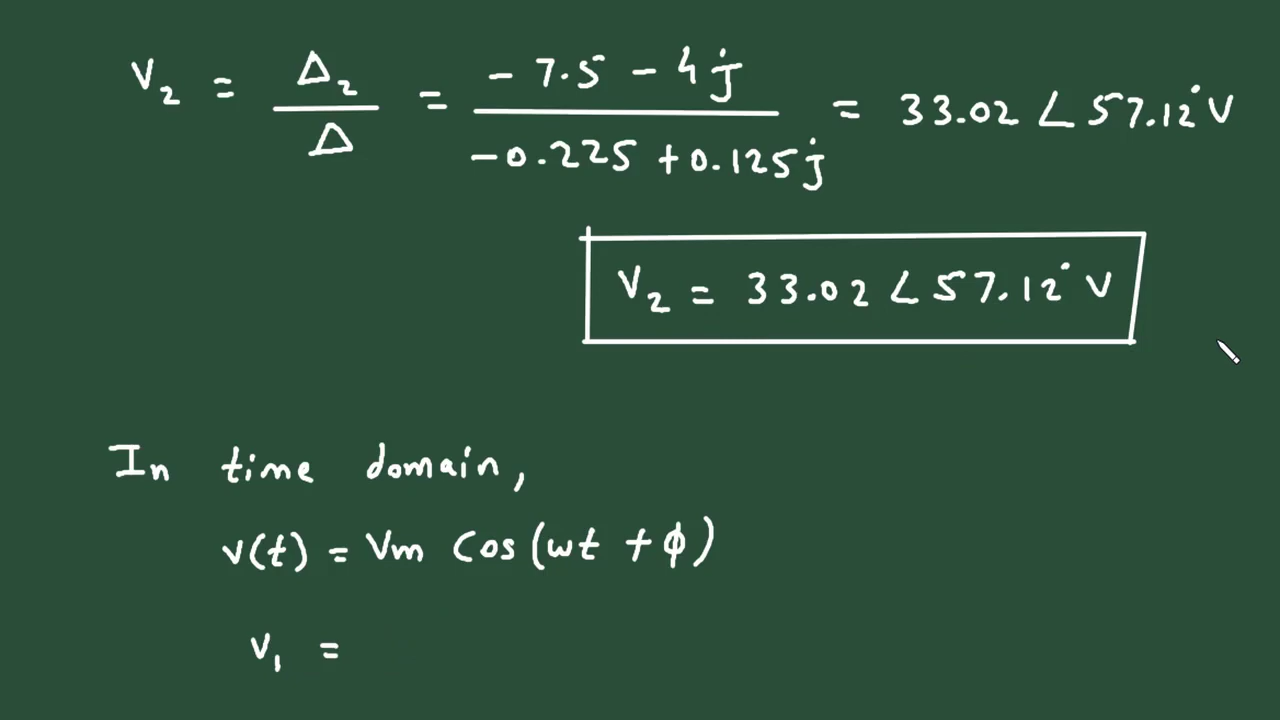 V₂ = Δ₂/Δ = (-7.5 - 4j)/(-0.225 + 0.125j) = 33.02 ∠57.12° V
V₂ = 33.02 ∠57.12° V
In time domain,
v(t) = Vm Cos(ωt + ϕ)
V₁ =